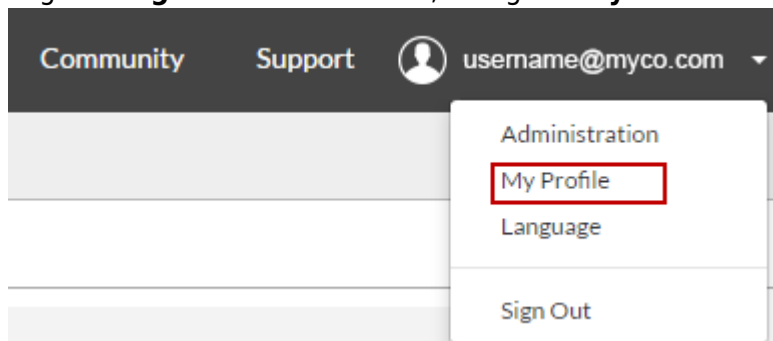 Community Support username@myco.com
Administration
My Profile
Language
Sign Out